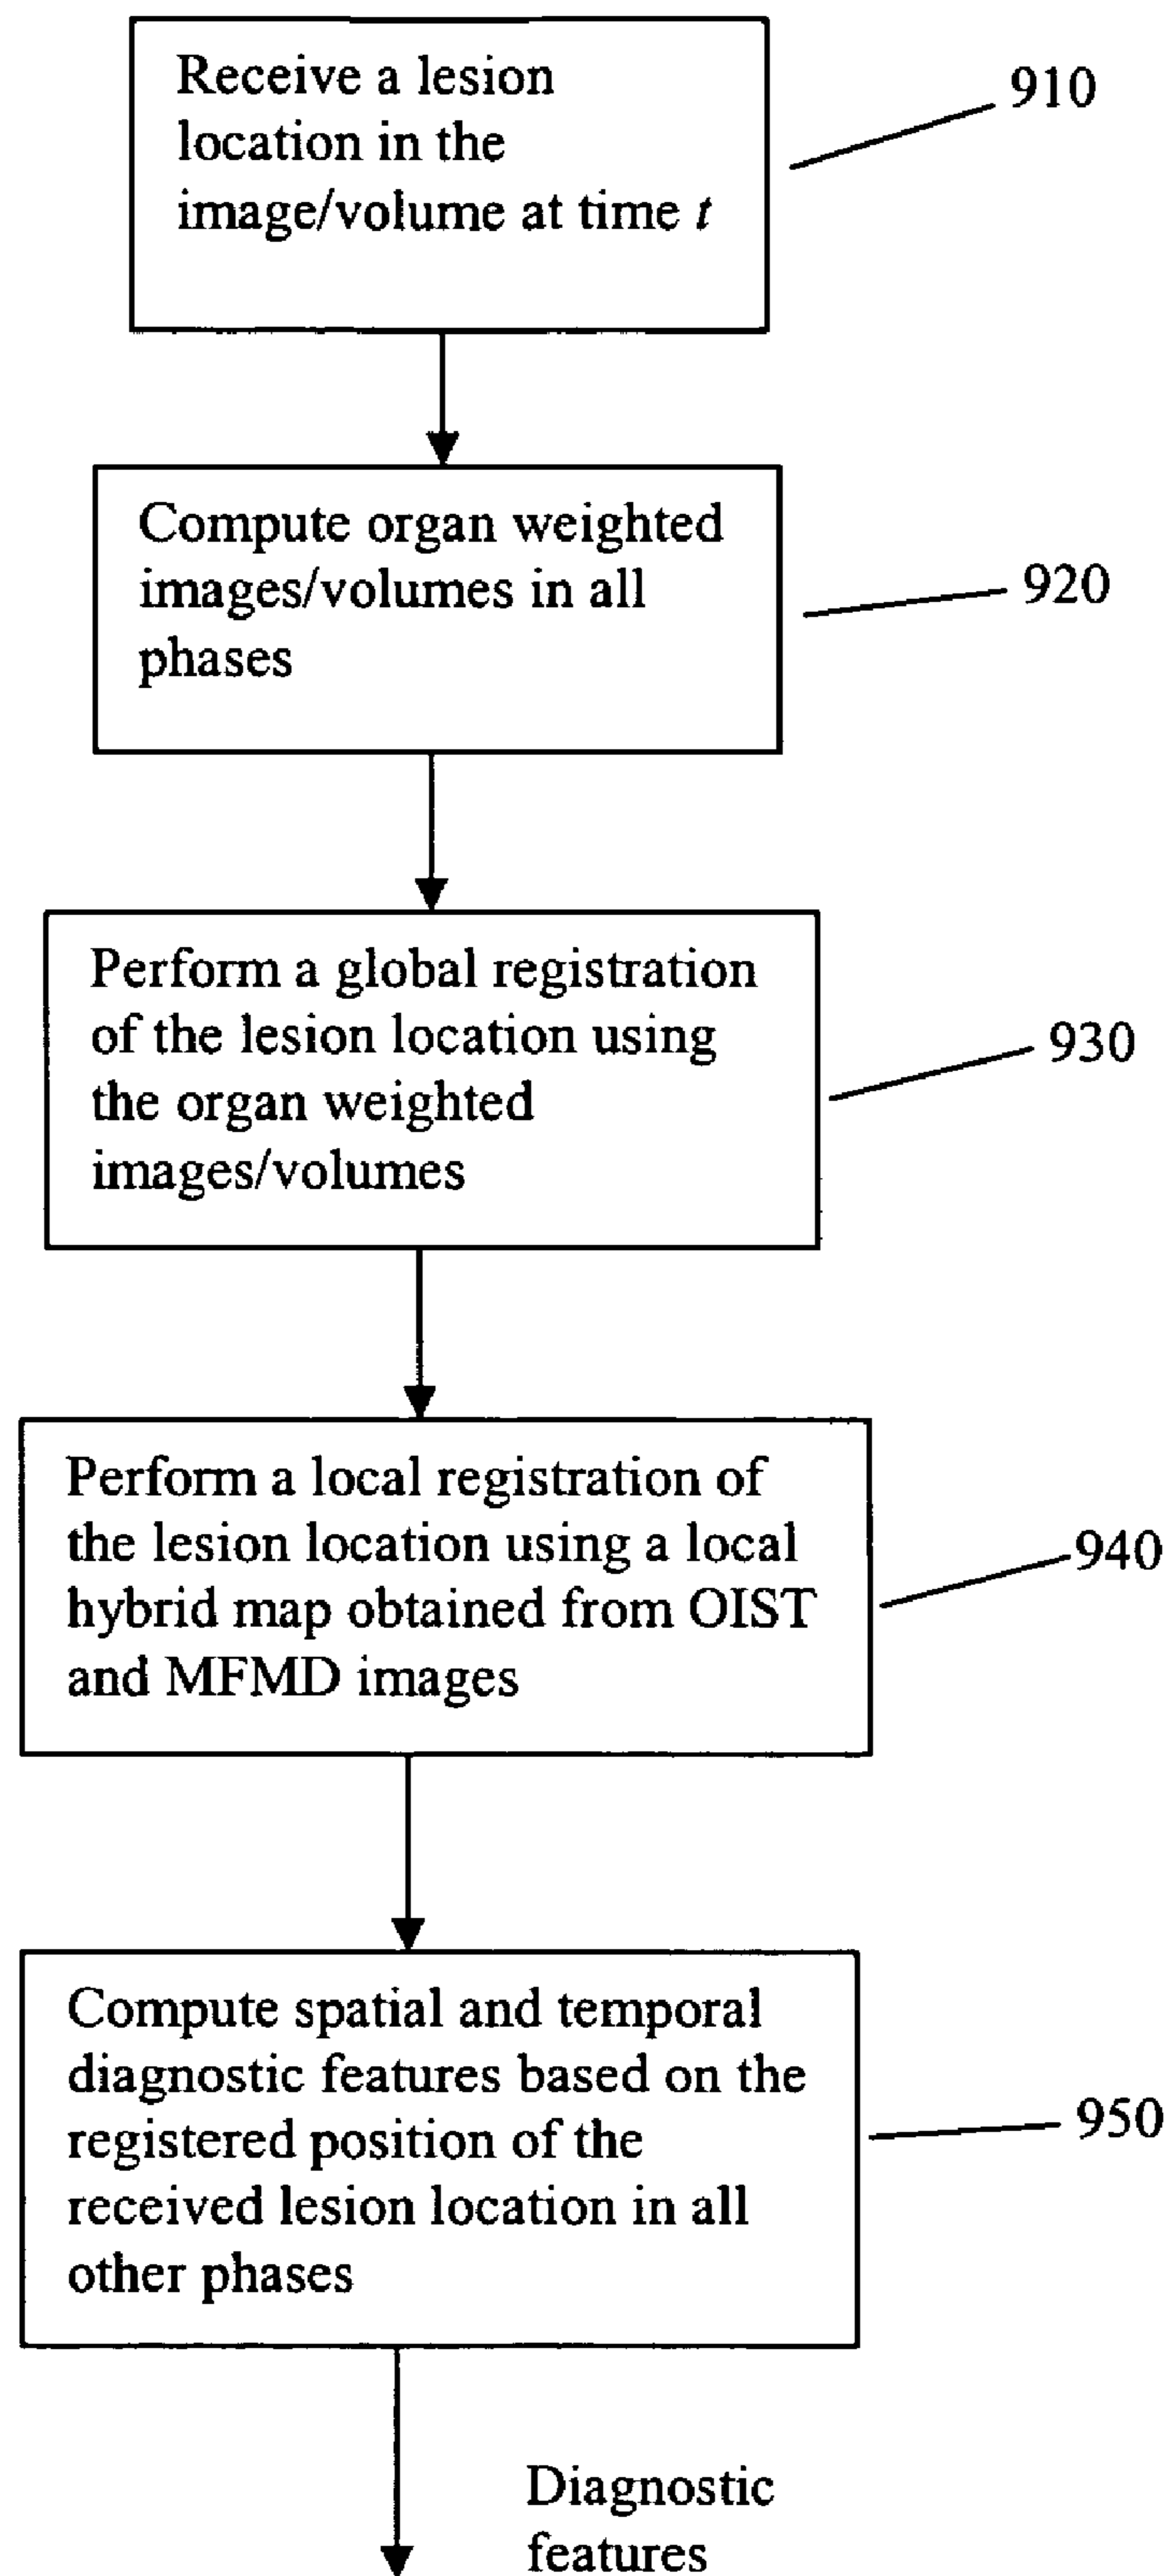 Receive a lesion
location in the
image/volume at time t
910
Compute organ weighted
images/volumes in all
phases
920
Perform a global registration
of the lesion location using
the organ weighted
images/volumes
930
Perform a local registration of
the lesion location using a local
hybrid map obtained from OIST
and MFMD images
940
Compute spatial and temporal
diagnostic features based on the
registered position of the
received lesion location in all
other phases
950
Diagnostic
features